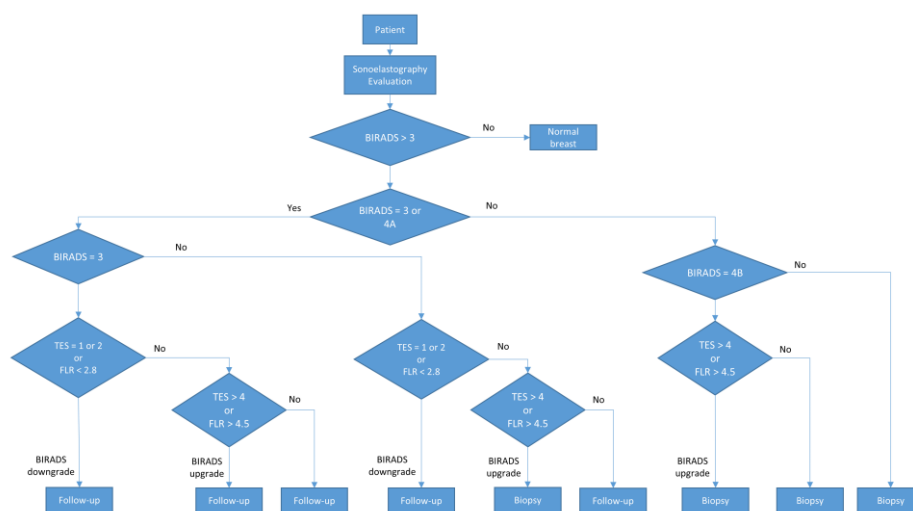 Patient
Sonoelastography
Evaluation
BIRADS > 3
No
Normal
breast
Yes
BIRADS = 3 or
4A
No
BIRADS = 3
No
BIRADS = 4B
No
TES = 1 or 2
or
FLR < 2.8
No
TES = 1 or 2
or
FLR < 2.8
No
TES > 4
or
FLR > 4.5
No
TES > 4
or
FLR > 4.5
No
TES > 4
or
FLR > 4.5
No
BIRADS
downgrade
BIRADS
upgrade
BIRADS
downgrade
BIRADS
upgrade
BIRADS
upgrade
Follow-up
Follow-up
Follow-up
Follow-up
Biopsy
Follow-up
Biopsy
Biopsy
Biopsy